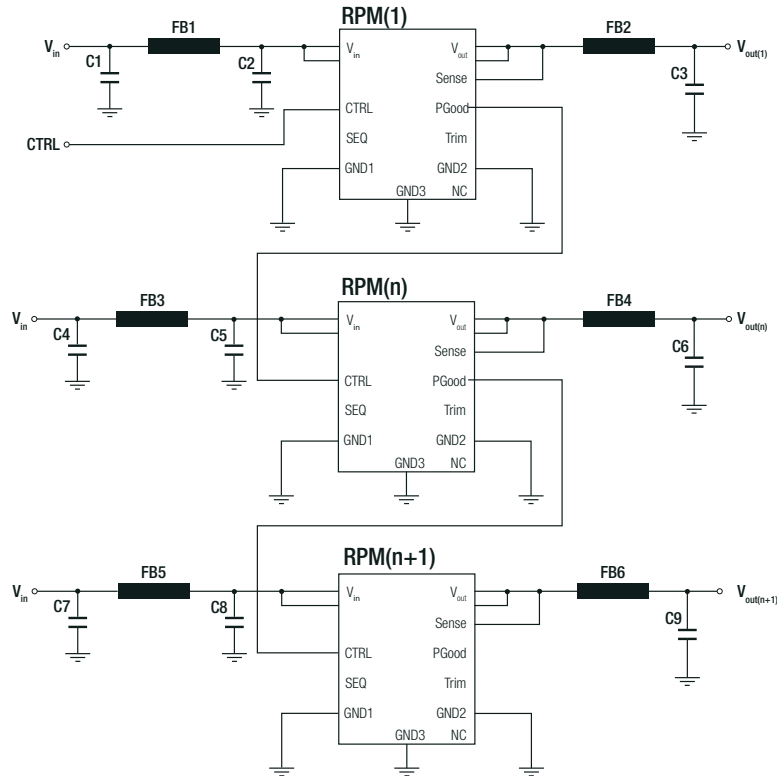 RPM(1)
Vin
FB1
C1
C2
Vin
Vout
FB2
Vout(1)
Sense
C3
CTRL
PGood
CTRL
SEQ
Trim
GND1
GND2
GND3
NC
RPM(n)
Vin
FB3
C4
C5
Vin
Vout
FB4
Vout(n)
Sense
C6
CTRL
PGood
SEQ
Trim
GND1
GND2
GND3
NC
RPM(n+1)
Vin
FB5
C7
C8
Vin
Vout
FB6
Vout(n+1)
Sense
C9
CTRL
PGood
SEQ
Trim
GND1
GND2
GND3
NC